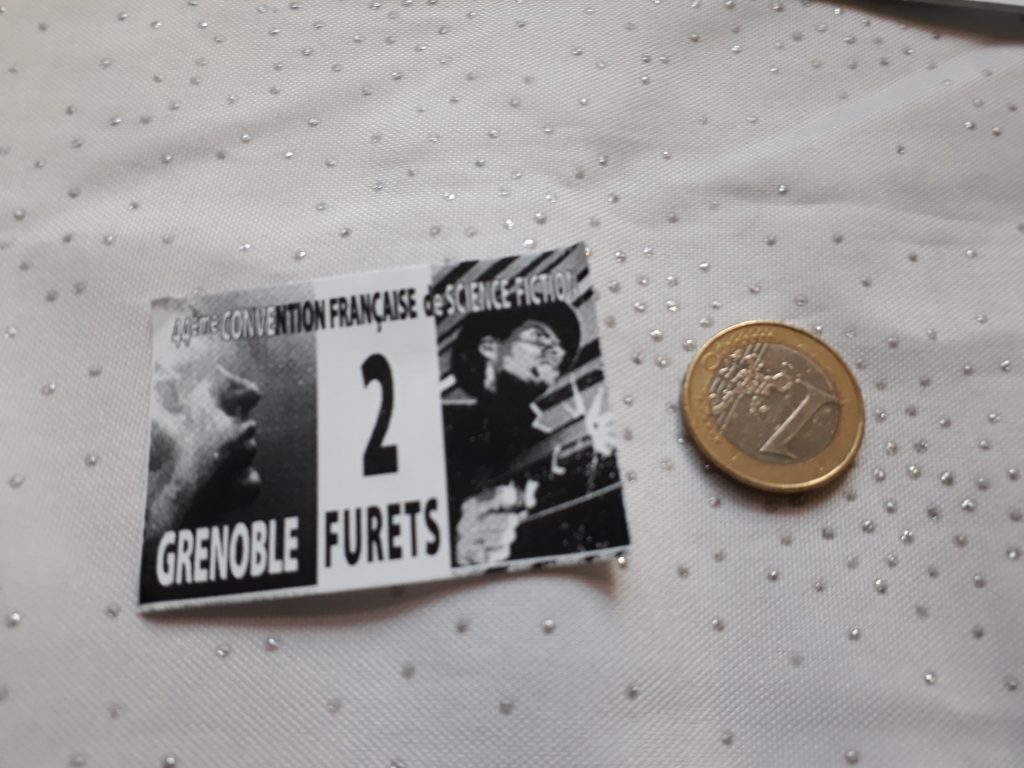 44ème CONVENTION FRANÇAISE de SCIENCE-FICTION
2
GRENOBLE FURETS
1